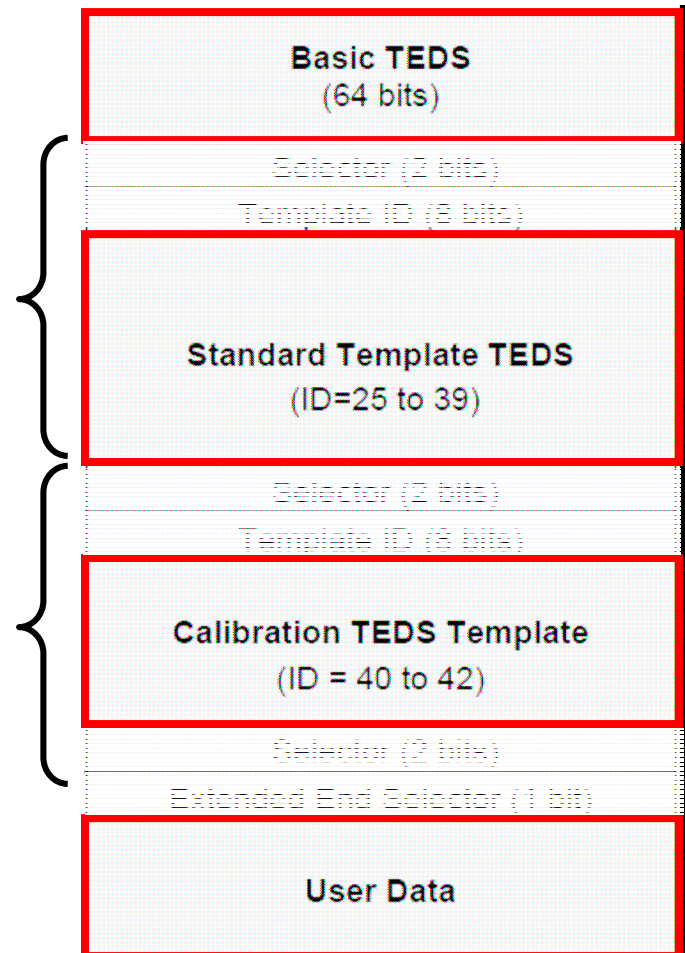 Basic TEDS
(64 bits)
Selector (2 bits)
Template ID (8 bits)
Standard Template TEDS
(ID=25 to 39)
Selector (2 bits)
Template ID (8 bits)
Calibration TEDS Template
(ID = 40 to 42)
Selector (2 bits)
Extended End Selector (1 bit)
User Data